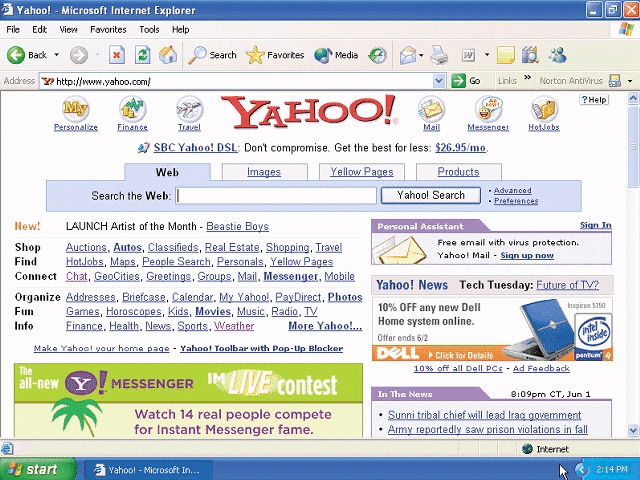 Yahoo! - Microsoft Internet Explorer
File Edit View Favorites Tools Help
Back Search Favorites Media
Address http://www.yahoo.com/ Go Links » Norton AntiVirus
My
Personalize Finance Travel YAHOO! Mail Messenger HotJobs ? Help
SBC Yahoo! DSL: Don't compromise. Get the best for less: $26.95/mo.
Web Images Yellow Pages Products
Search the Web: Yahoo! Search • Advanced
• Preferences
New! LAUNCH Artist of the Month - Beastie Boys
Shop Auctions, Autos, Classifieds, Real Estate, Shopping, Travel
Find HotJobs, Maps, People Search, Personals, Yellow Pages
Connect Chat, GeoCities, Greetings, Groups, Mail, Messenger, Mobile
Organize Addresses, Briefcase, Calendar, My Yahoo!, PayDirect, Photos
Fun Games, Horoscopes, Kids, Movies, Music, Radio, TV
Info Finance, Health, News, Sports, Weather More Yahoo!...
Make Yahoo! your home page - Yahoo! Toolbar with Pop-Up Blocker
The all-new Y! MESSENGER IM LIVE contest
Watch 14 real people compete
for Instant Messenger fame.
Personal Assistant Sign In
Free email with virus protection.
Yahoo! Mail - Sign up now
Yahoo! News Tech Tuesday: Future of TV?
10% OFF any new Dell
Home system online.
Offer ends 6/2
Inspiron 5150
intel inside
pentium 4
DELL Click for Details
10% off all Dell PCs - Ad Feedback
In The News 8:09pm CT, Jun 1
• Sunni tribal chief will lead Iraq government
• Army reportedly saw prison violations in fall
Internet
start Yahoo! - Microsoft In... 2:14 PM